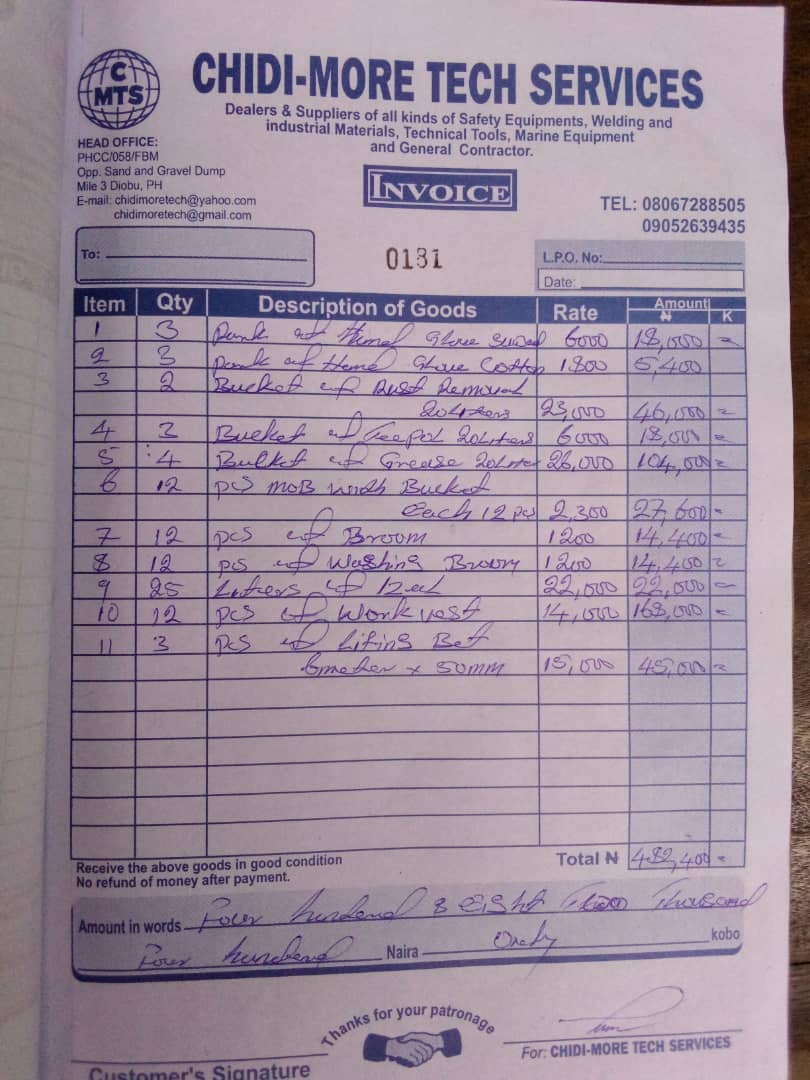 C
MTS
CHIDI-MORE TECH SERVICES
Dealers & Suppliers of all kinds of Safety Equipments, Welding and
industrial Materials, Technical Tools, Marine Equipment
and General Contractor.
HEAD OFFICE:
PHCC/058/FBM
Opp. Sand and Gravel Dump
Mile 3 Diobu, PH
E-mail: chidimoretech@yahoo.com
chidimoretech@gmail.com
INVOICE
TEL: 08067288505
09052639435
To:
0181
L.P.O. No:
Date:
Item Qty Description of Goods Rate Amount ₦ K
1 3 of Glove 6000 18,000 =
2 3 of Hand Glove Cotton 1800 5,400
3 2 Bucket of Rust Removal
20Liters 23,000 46,000 =
4 3 Bucket of Teepol 20Liters 6000 18,000 =
5 4 Bucket of Grease 20Liter 26,000 104,000 =
6 12 pcs MOB with Bucket
each 12 pcs 2,300 27,600 =
7 12 pcs of Broom 1200 14,400 =
8 12 pcs of Washing Broom 1200 14,400 =
9 25 Liters of 22,000 22,000 =
10 12 pcs of Work vest 14,000 168,000 =
11 3 pcs of Lifting Bet
6meter x 50mm 15,000 45,000 =
Total ₦ 482,400 =
Receive the above goods in good condition
No refund of money after payment.
Amount in words Four hundred & eight Two Thousand
Four hundred Naira Only kobo
Thanks for your patronage
For: CHIDI-MORE TECH SERVICES
Customer's Signature